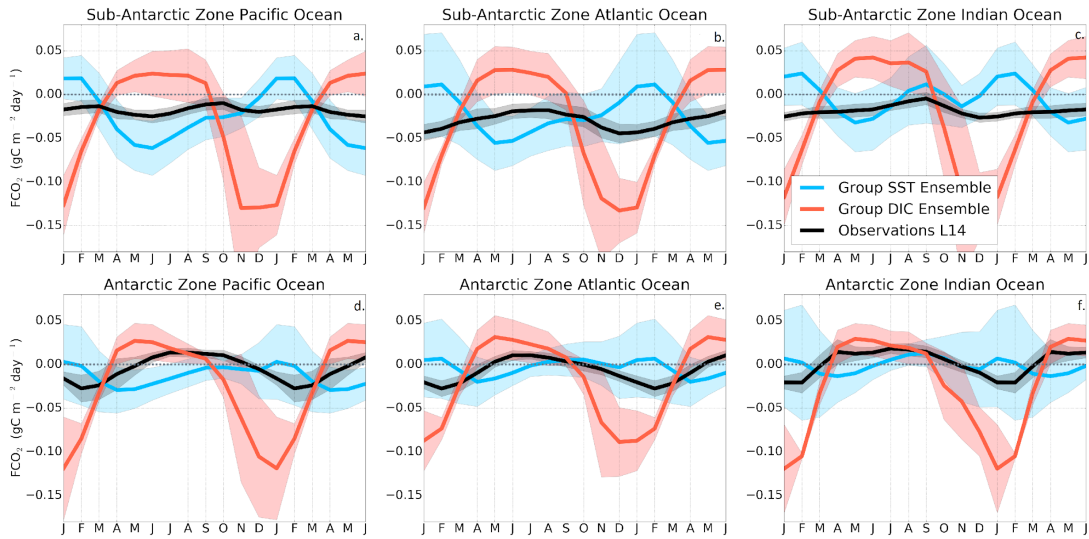 Sub-Antarctic Zone Pacific Ocean
Sub-Antarctic Zone Atlantic Ocean
Sub-Antarctic Zone Indian Ocean
a.
b.
c.
FCO₂ (gC m⁻² day⁻¹)
0.05
0.00
−0.05
−0.10
−0.15
J F M A M J J A S O N D J F M A M J
0.05
0.00
−0.05
−0.10
−0.15
J F M A M J J A S O N D J F M A M J
0.05
0.00
−0.05
−0.10
−0.15
J F M A M J J A S O N D J F M A M J
Group SST Ensemble
Group DIC Ensemble
Observations L14
Antarctic Zone Pacific Ocean
Antarctic Zone Atlantic Ocean
Antarctic Zone Indian Ocean
d.
e.
f.
FCO₂ (gC m⁻² day⁻¹)
0.05
0.00
−0.05
−0.10
−0.15
J F M A M J J A S O N D J F M A M J
0.05
0.00
−0.05
−0.10
−0.15
J F M A M J J A S O N D J F M A M J
0.05
0.00
−0.05
−0.10
−0.15
J F M A M J J A S O N D J F M A M J